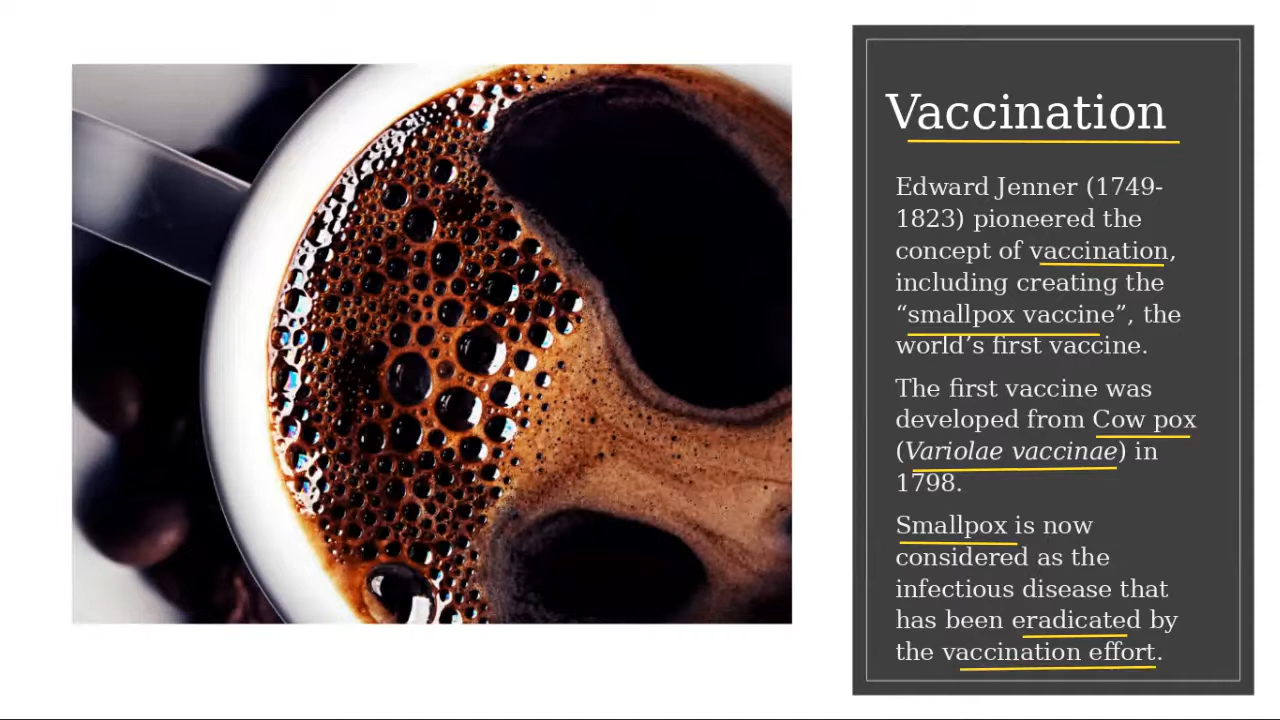 Vaccination
Edward Jenner (1749-
1823) pioneered the
concept of vaccination,
including creating the
“smallpox vaccine”, the
world’s first vaccine.
The first vaccine was
developed from Cow pox
(Variolae vaccinae) in
1798.
Smallpox is now
considered as the
infectious disease that
has been eradicated by
the vaccination effort.